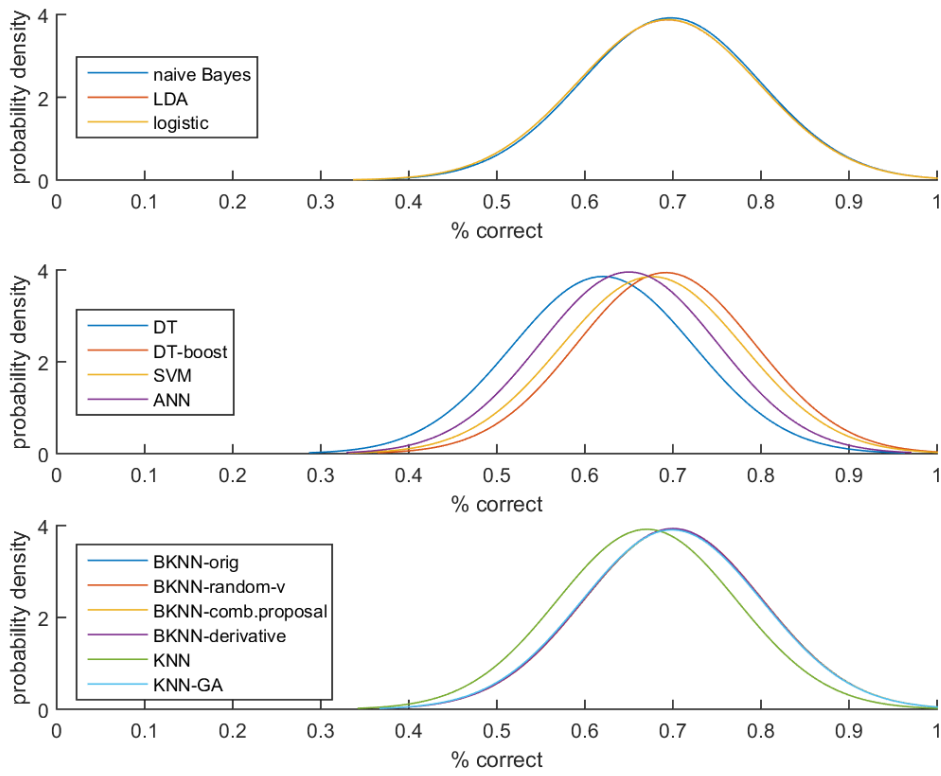 probability density
4
2
0
naive Bayes
LDA
logistic
0 0.1 0.2 0.3 0.4 0.5 0.6 0.7 0.8 0.9 1
% correct
probability density
4
2
0
DT
DT-boost
SVM
ANN
0 0.1 0.2 0.3 0.4 0.5 0.6 0.7 0.8 0.9 1
% correct
probability density
4
2
0
BKNN-orig
BKNN-random-v
BKNN-comb.proposal
BKNN-derivative
KNN
KNN-GA
0 0.1 0.2 0.3 0.4 0.5 0.6 0.7 0.8 0.9 1
% correct